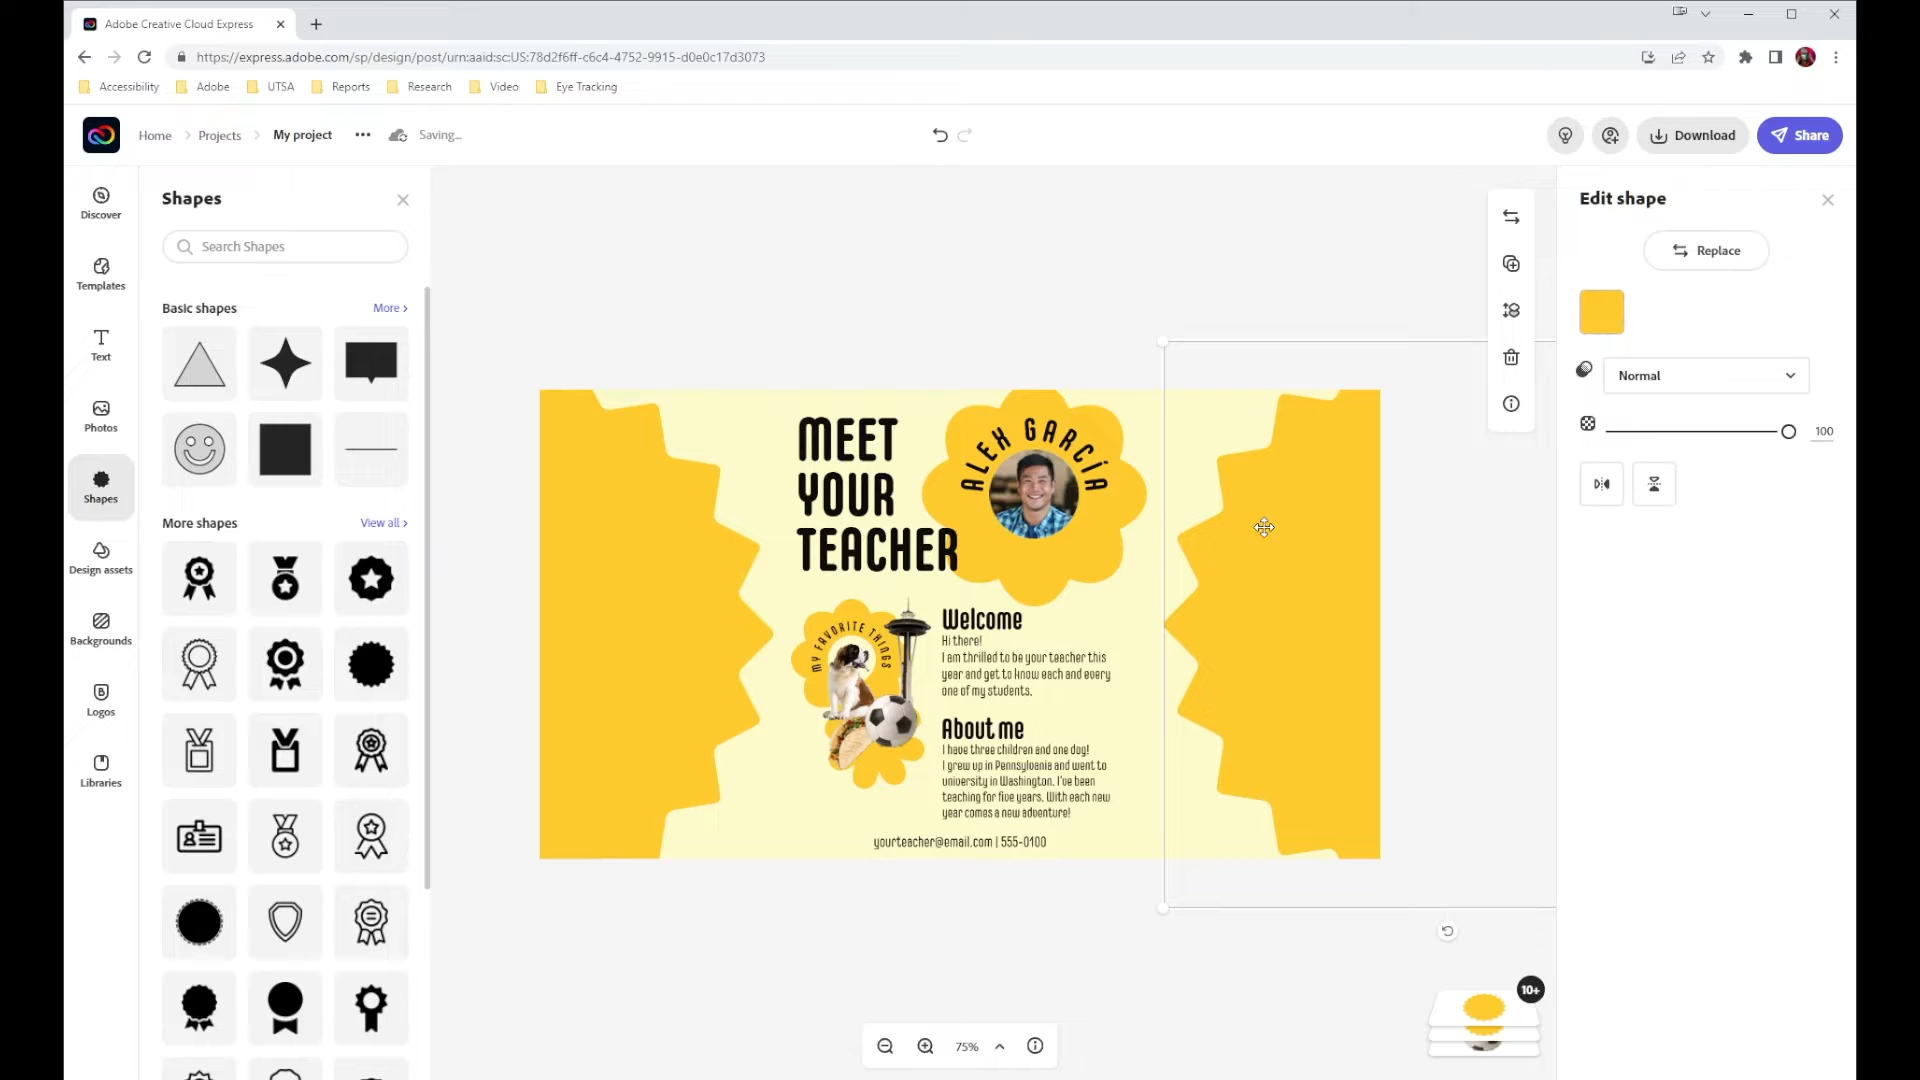 Adobe Creative Cloud Express
https://express.adobe.com/sp/design/post/urn:aaid:sc:US:78d2f6ff-c6c4-4752-9915-d0e0c17d3073
Accessibility Adobe UTSA Reports Research Video Eye Tracking
Home Projects My project Saving...
Download Share
Discover
Templates
Text
Photos
Shapes
Design assets
Backgrounds
Logos
Libraries
Shapes
Search Shapes
Basic shapes More
More shapes View all
MEET
YOUR
TEACHER
ALEX GARCÍA
MY FAVORITE THINGS
Welcome
Hi there!
I am thrilled to be your teacher this
year and get to know each and every
one of my students.
About me
I have three children and one dog!
I grew up in Pennsylvania and went to
university in Washington. I've been
teaching for five years. With each new
year comes a new adventure!
yourteacher@email.com | 555-0100
75%
10+
Edit shape
Replace
Normal
100